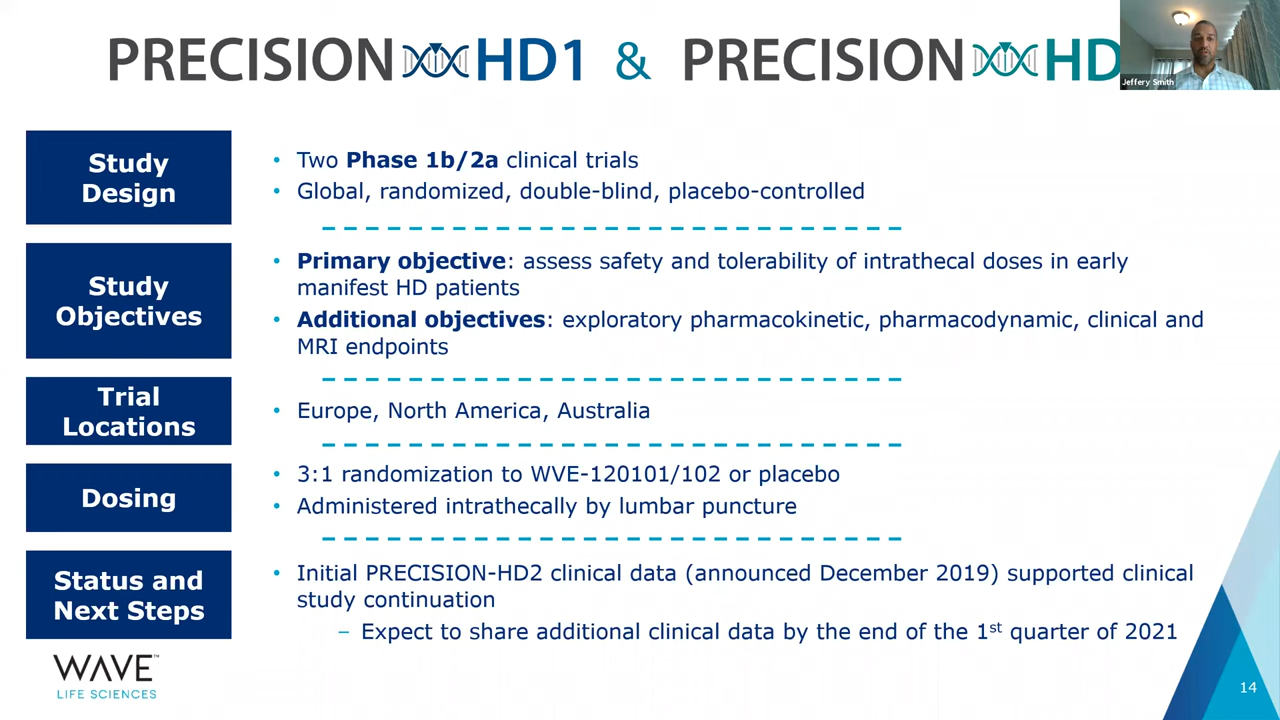 PRECISION HD1 & PRECISION HD
Jeffery Smith
Study
Design
• Two Phase 1b/2a clinical trials
• Global, randomized, double-blind, placebo-controlled
Study
Objectives
• Primary objective: assess safety and tolerability of intrathecal doses in early
manifest HD patients
• Additional objectives: exploratory pharmacokinetic, pharmacodynamic, clinical and
MRI endpoints
Trial
Locations
• Europe, North America, Australia
Dosing
• 3:1 randomization to WVE-120101/102 or placebo
• Administered intrathecally by lumbar puncture
Status and
Next Steps
• Initial PRECISION-HD2 clinical data (announced December 2019) supported clinical
study continuation
– Expect to share additional clinical data by the end of the 1st quarter of 2021
WAVE™
LIFE SCIENCES
14